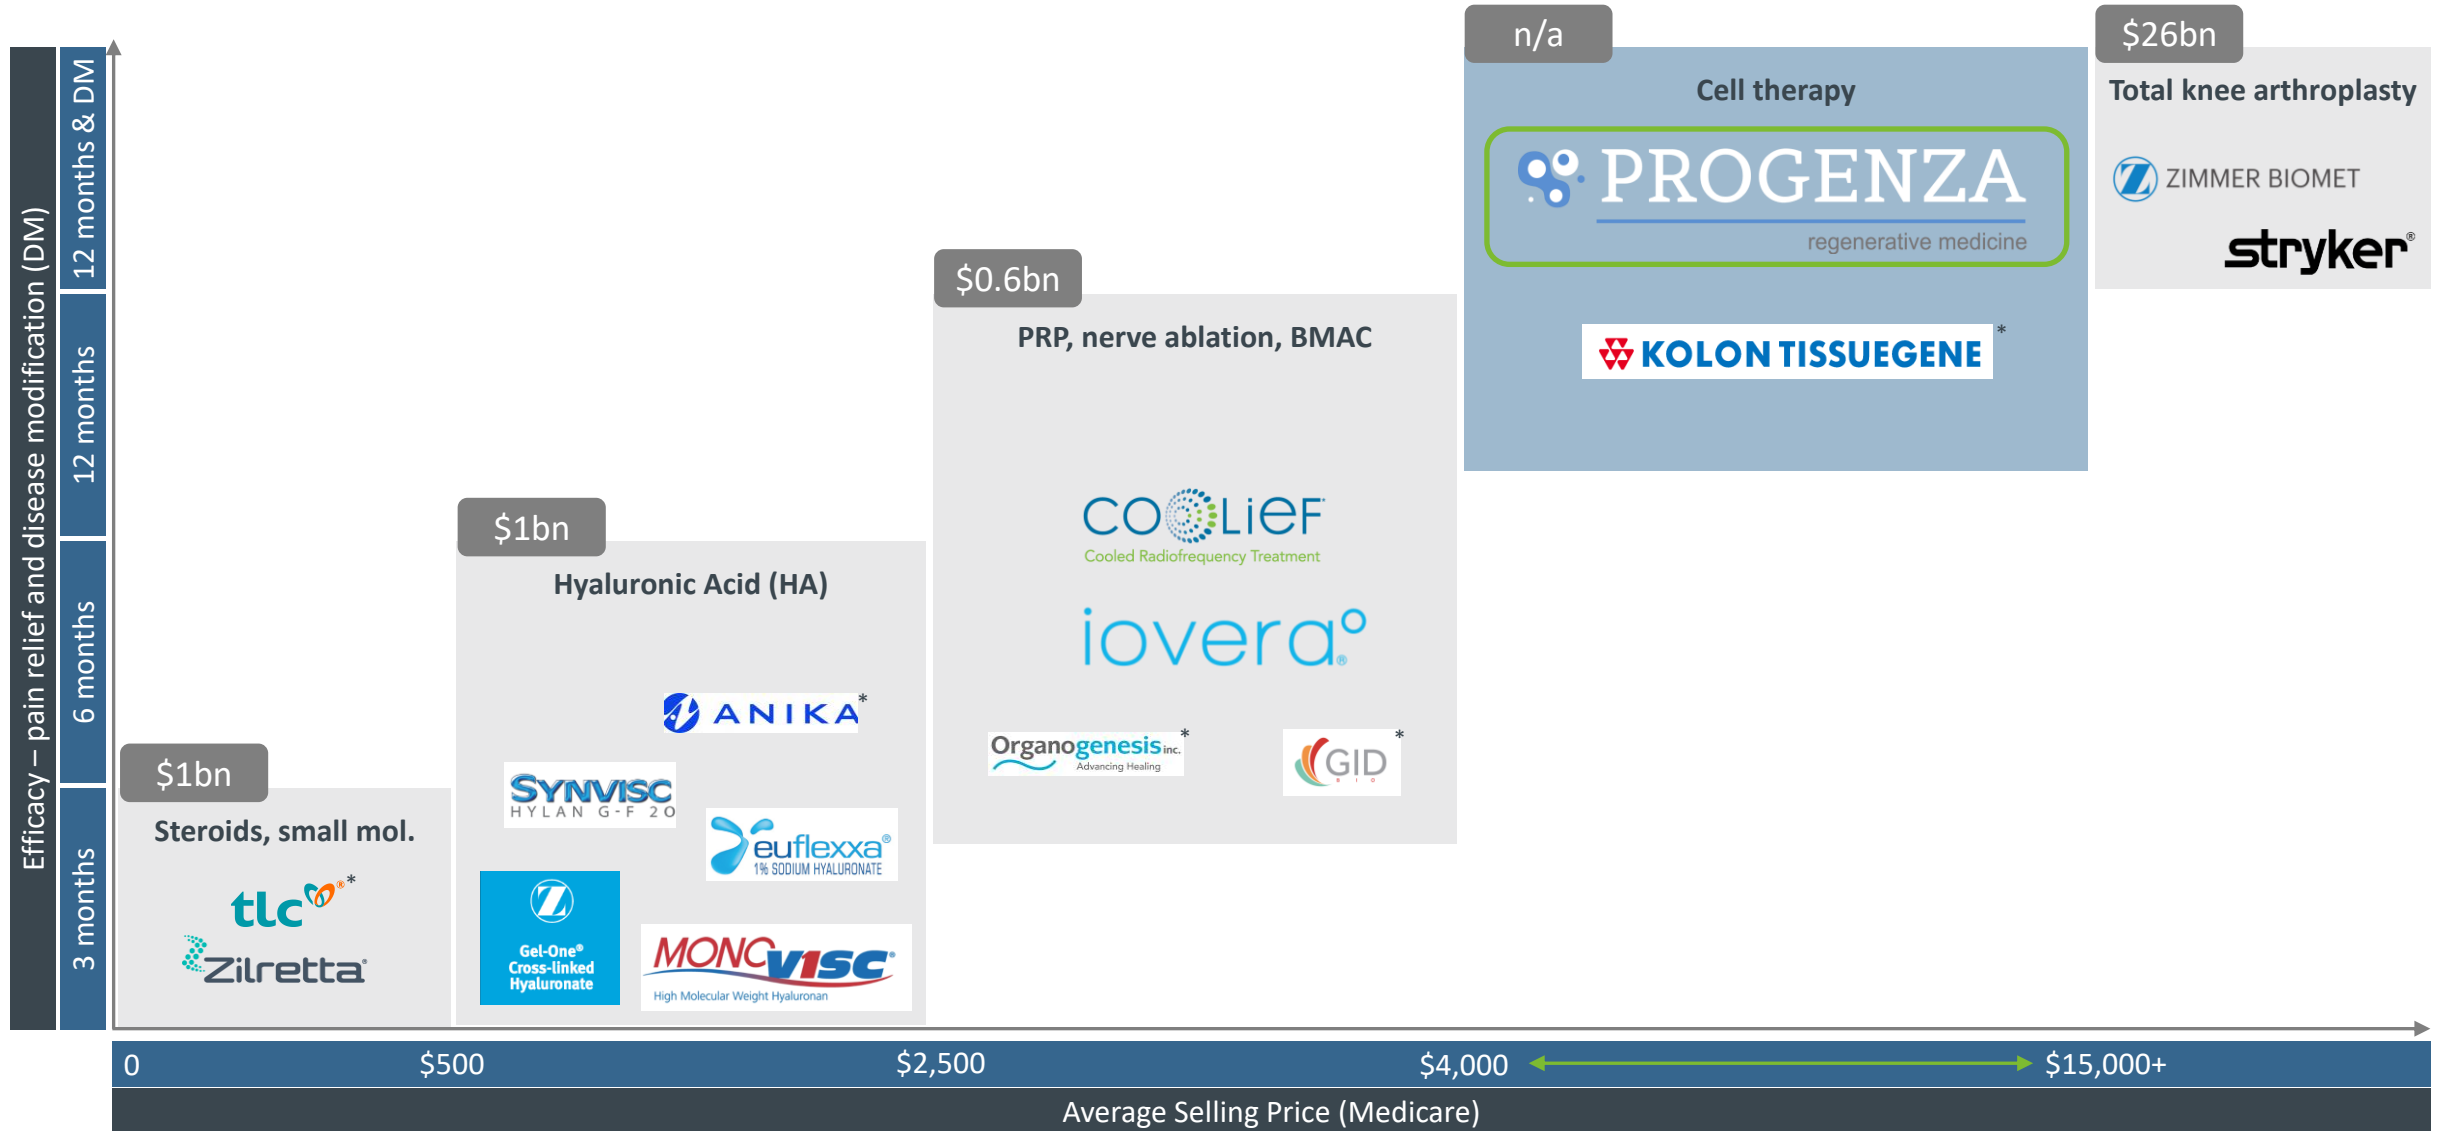 Efficacy – pain relief and disease modification (DM)
12 months & DM
12 months
6 months
3 months
$1bn
Steroids, small mol.
tlc®*
Zilretta®
$1bn
Hyaluronic Acid (HA)
ANIKA*
SYNVISC
HYLAN G-F 20
euflexxa®
1% SODIUM HYALURONATE
Gel-One®
Cross-linked
Hyaluronate
MONOVISC®
High Molecular Weight Hyaluronan
$0.6bn
PRP, nerve ablation, BMAC
COOLIEF
Cooled Radiofrequency Treatment
iovera°®
Organogenesis inc.*
Advancing Healing
GID*
BIO
n/a
Cell therapy
PROGENZA
regenerative medicine
KOLON TISSUEGENE*
$26bn
Total knee arthroplasty
ZIMMER BIOMET
stryker®
0
$500
$2,500
$4,000
$15,000+
Average Selling Price (Medicare)